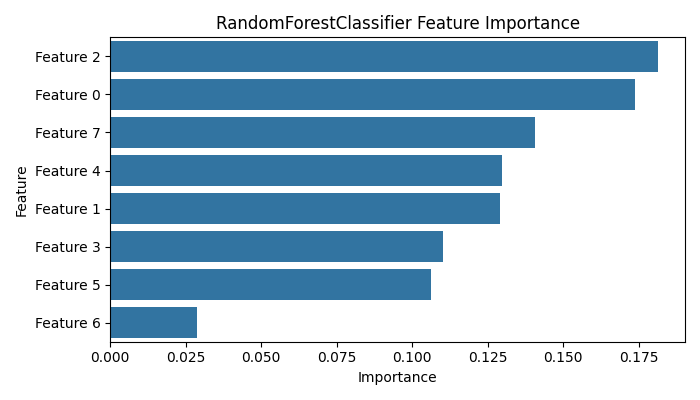 RandomForestClassifier Feature Importance
Feature 2
Feature 0
Feature 7
Feature 4
Feature 1
Feature 3
Feature 5
Feature 6
Feature
0.000 0.025 0.050 0.075 0.100 0.125 0.150 0.175
Importance